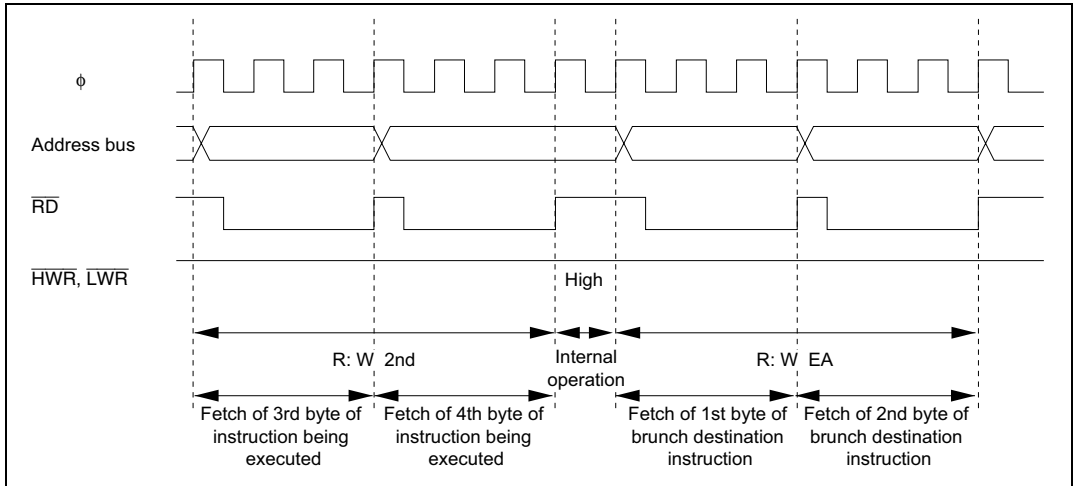 ϕ
Address bus
RD
HWR, LWR
High
R: W 2nd
Internal
operation
R: W EA
Fetch of 3rd byte of
instruction being
executed
Fetch of 4th byte of
instruction being
executed
Fetch of 1st byte of
brunch destination
instruction
Fetch of 2nd byte of
brunch destination
instruction